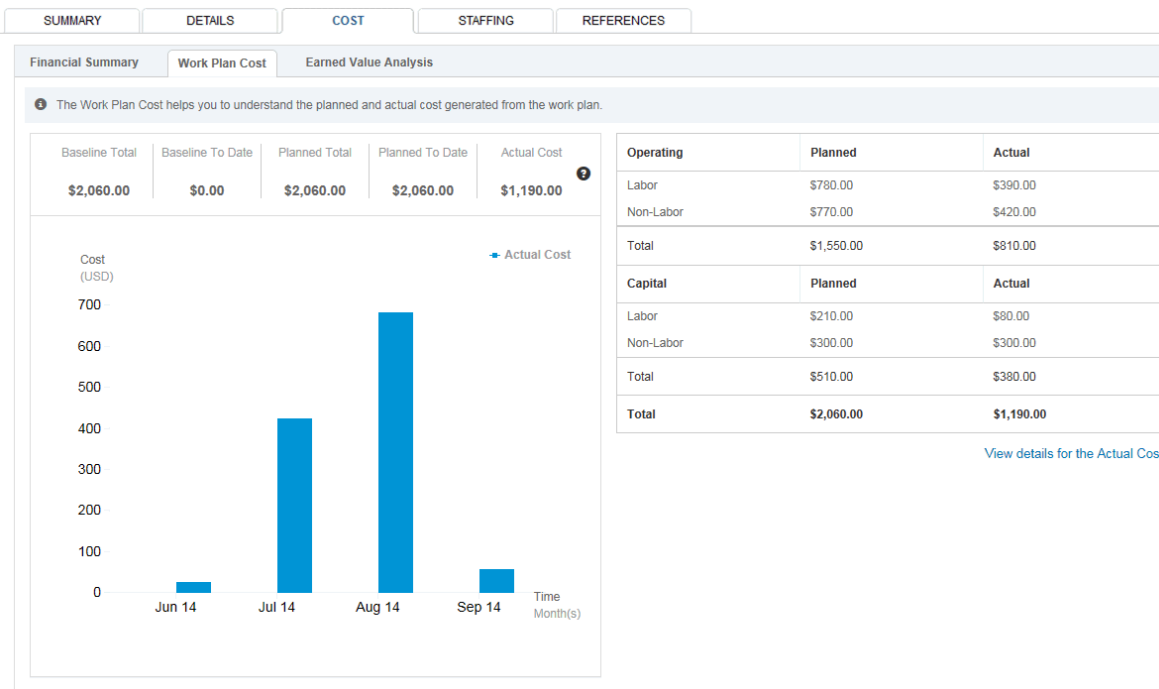 SUMMARY DETAILS COST STAFFING REFERENCES
Financial Summary Work Plan Cost Earned Value Analysis
The Work Plan Cost helps you to understand the planned and actual cost generated from the work plan.
Baseline Total Baseline To Date Planned Total Planned To Date Actual Cost
$2,060.00 $0.00 $2,060.00 $2,060.00 $1,190.00
Cost
(USD)
Actual Cost
700
600
500
400
300
200
100
0
Jun 14 Jul 14 Aug 14 Sep 14
Time
Month(s)
Operating Planned Actual
Labor $780.00 $390.00
Non-Labor $770.00 $420.00
Total $1,550.00 $810.00
Capital Planned Actual
Labor $210.00 $80.00
Non-Labor $300.00 $300.00
Total $510.00 $380.00
Total $2,060.00 $1,190.00
View details for the Actual Cos